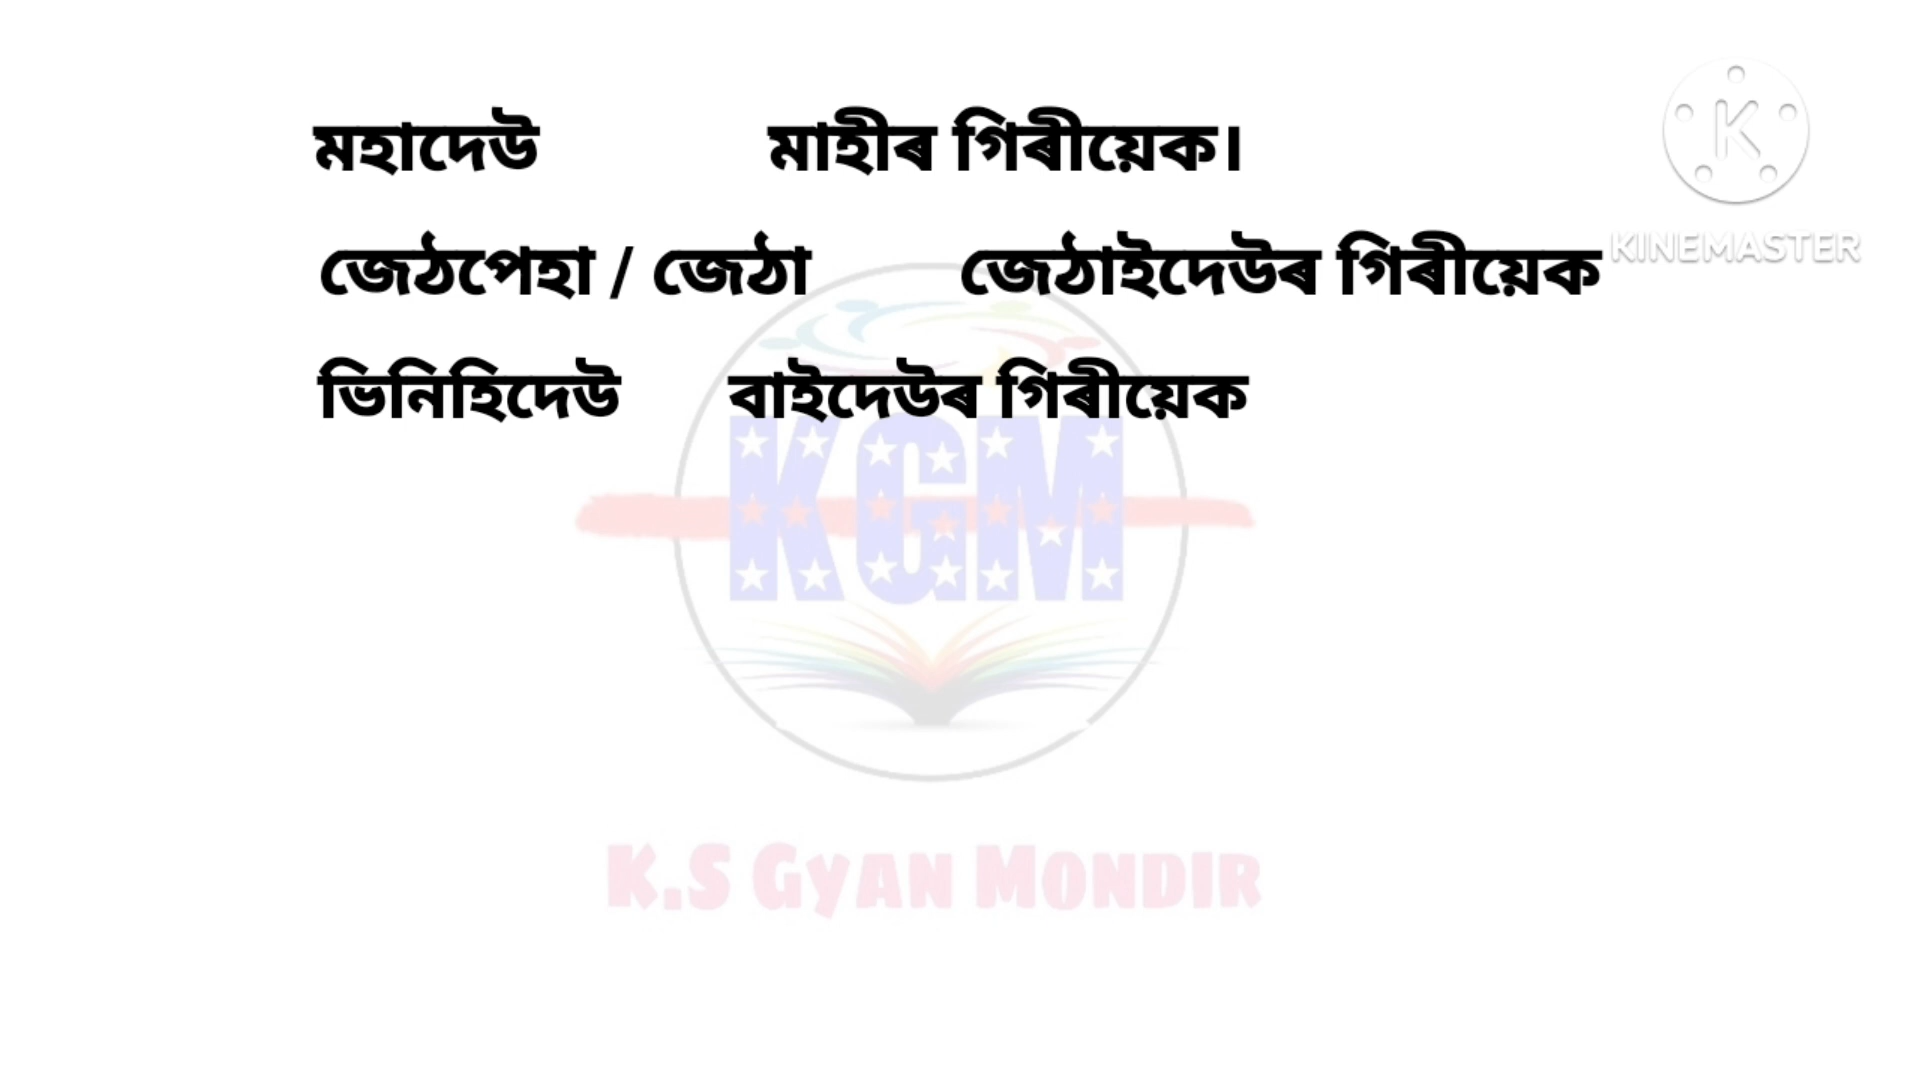 মহাদেউ মাহীৰ গিৰীয়েক।
জেঠপেহা / জেঠা জেঠাইদেউৰ গিৰীয়েক
KINEMASTER
ভিনিহিদেউ বাইদেউৰ গিৰীয়েক
KGM
K.S GYAN MONDIR